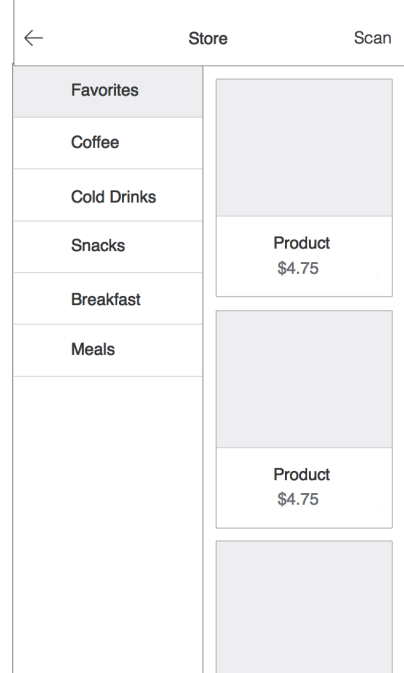 Store
Scan
Favorites
Coffee
Cold Drinks
Snacks
Breakfast
Meals
Product
$4.75
Product
$4.75